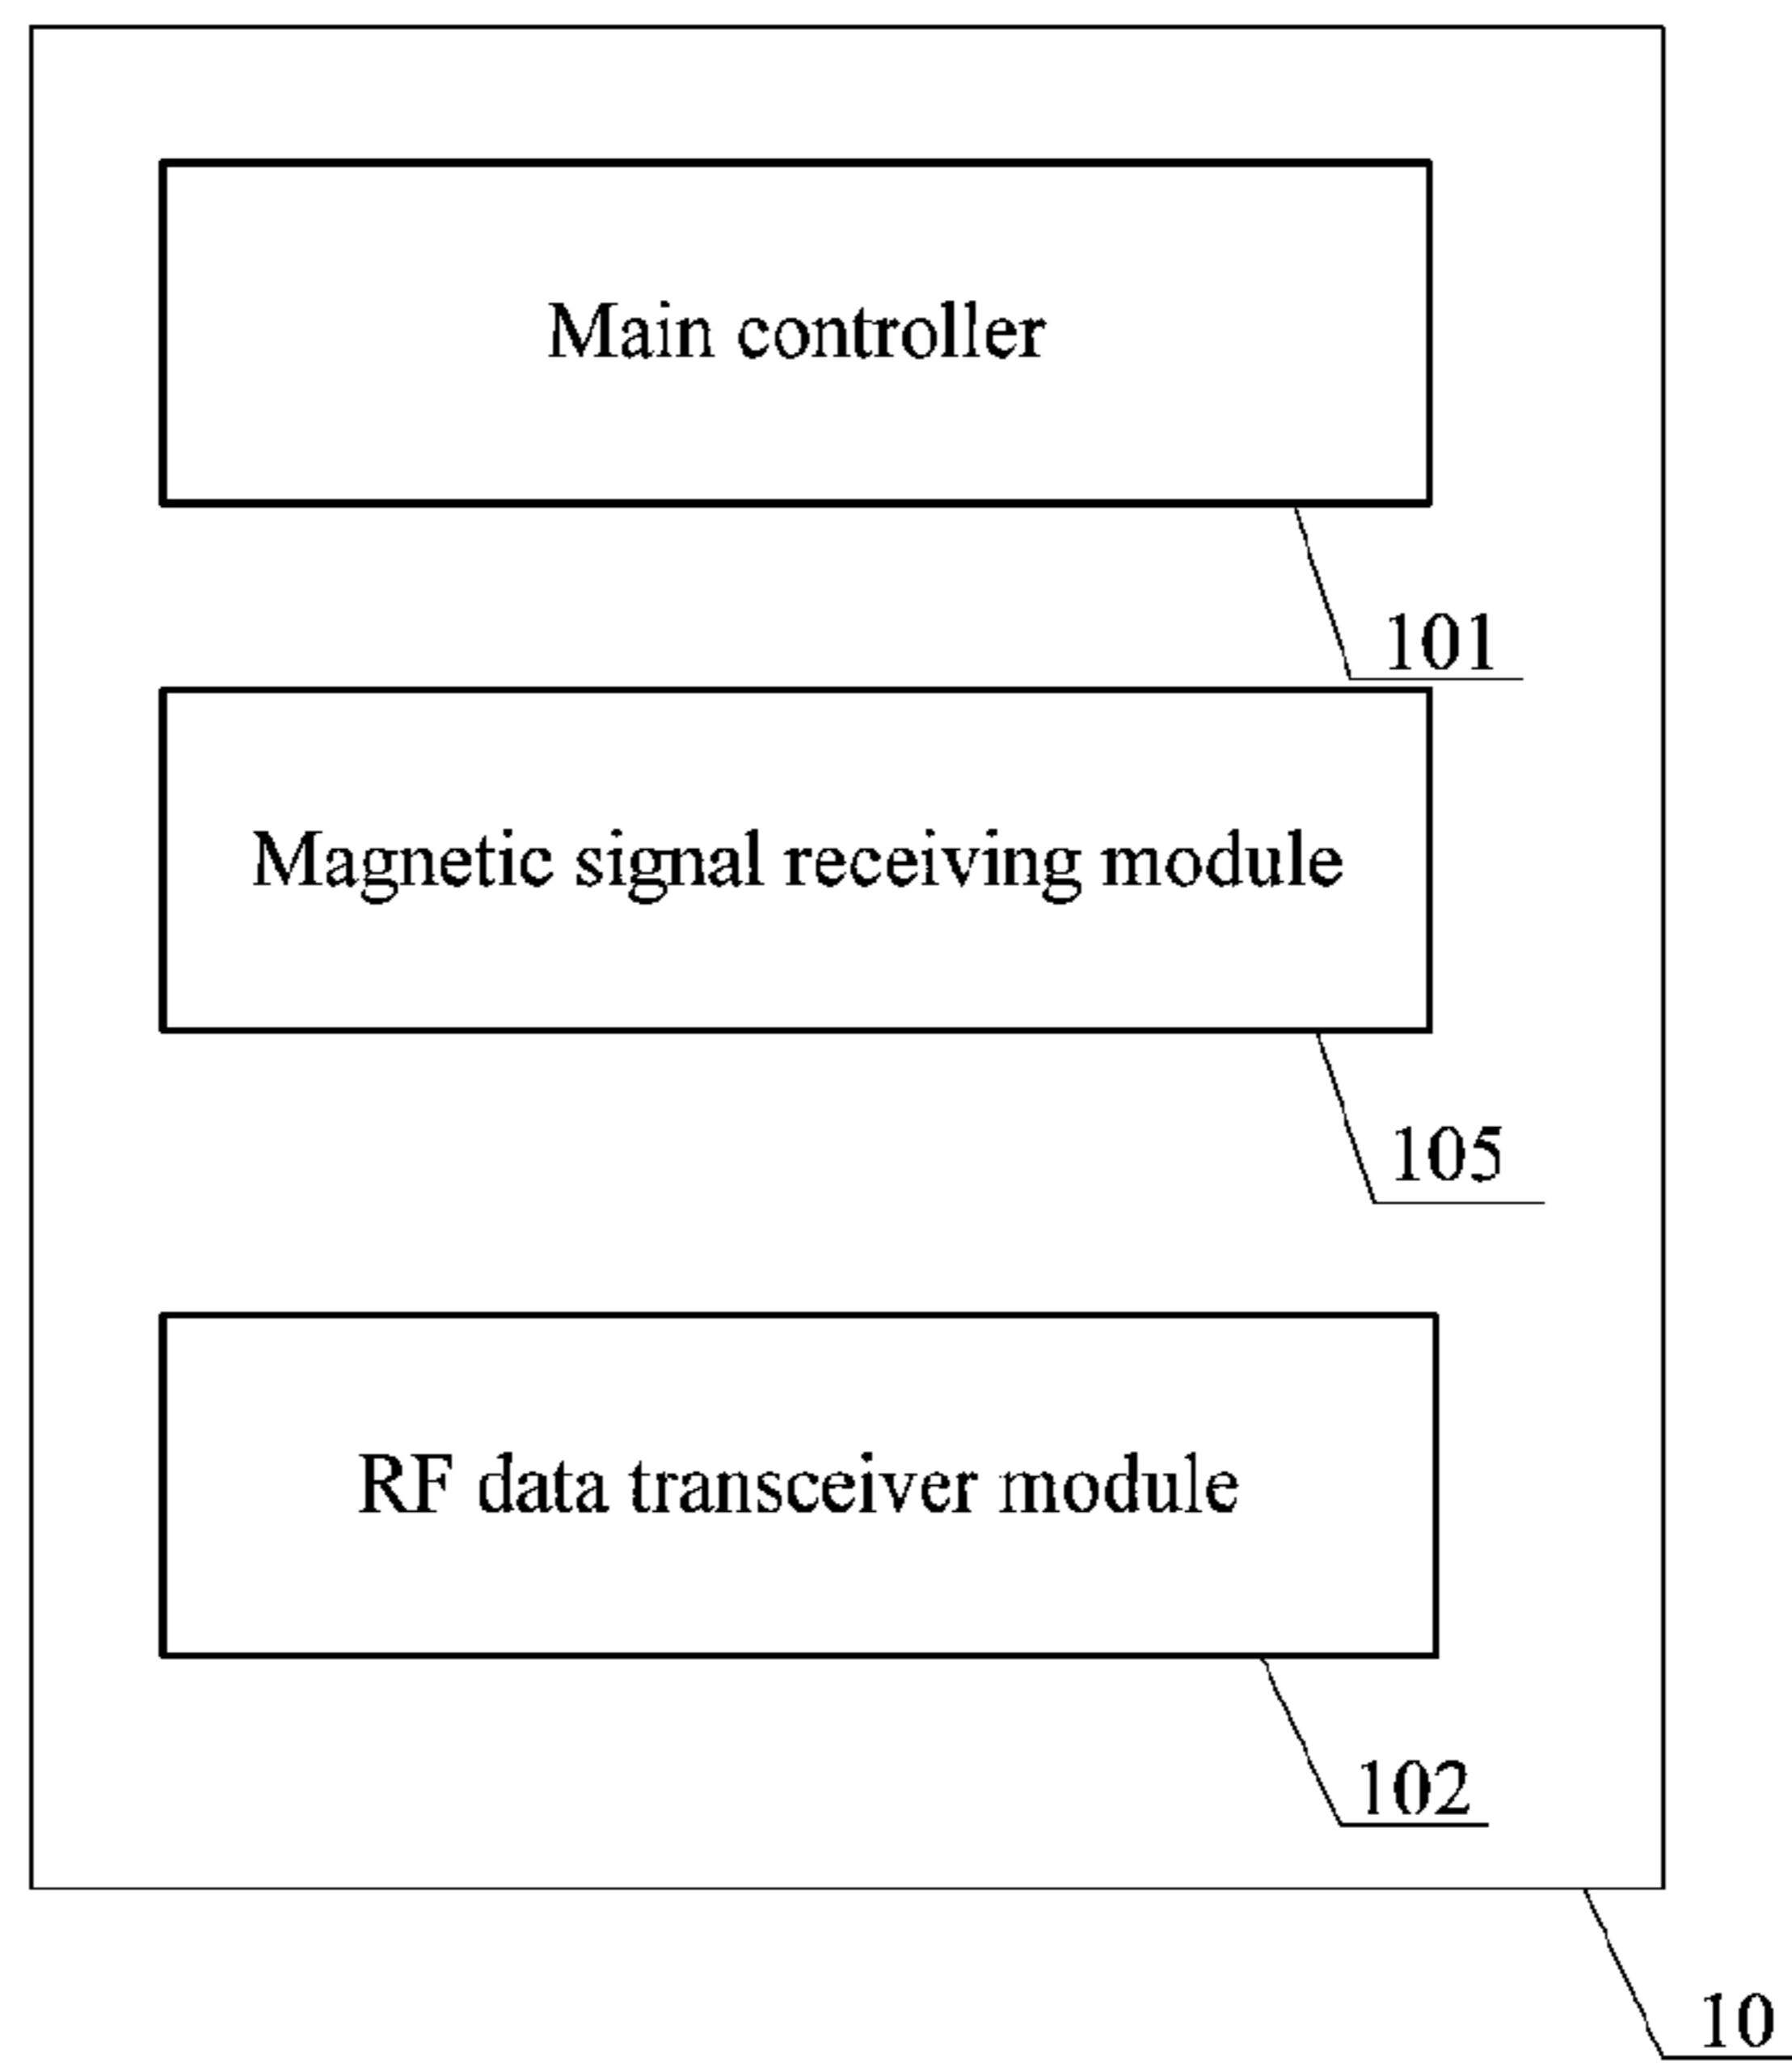 Main controller
101
Magnetic signal receiving module
105
RF data transceiver module
102
10